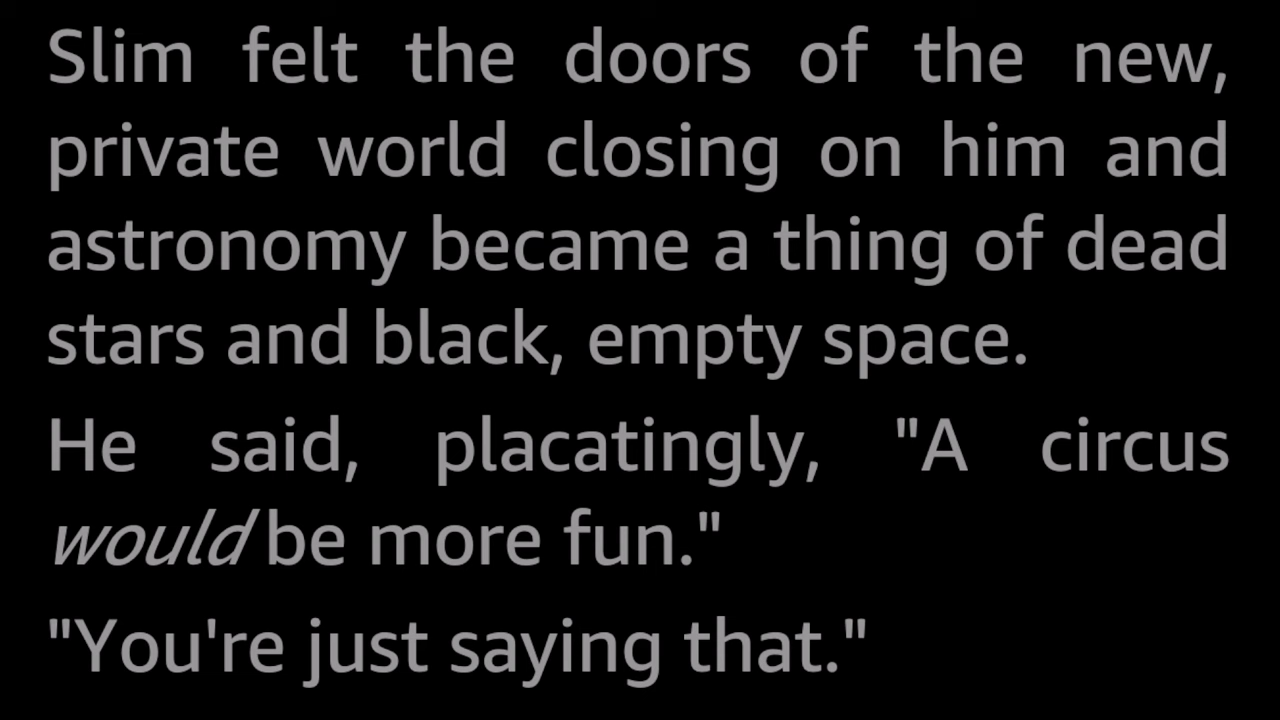 Slim felt the doors of the new,
private world closing on him and
astronomy became a thing of dead
stars and black, empty space.
He said, placatingly, "A circus
would be more fun."
"You're just saying that."